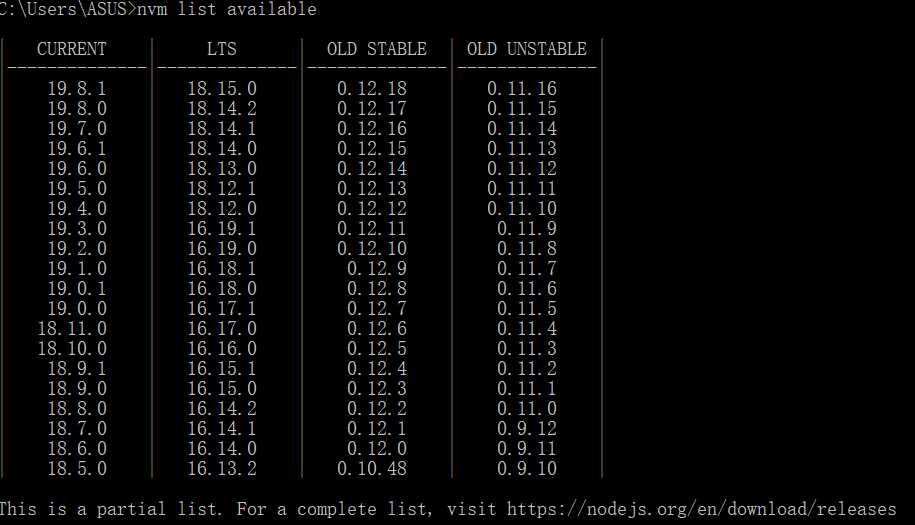 C:\Users\ASUS>nvm list available
| CURRENT | LTS | OLD STABLE | OLD UNSTABLE |
|--------------|--------------|--------------|--------------|
| 19.8.1 | 18.15.0 | 0.12.18 | 0.11.16 |
| 19.8.0 | 18.14.2 | 0.12.17 | 0.11.15 |
| 19.7.0 | 18.14.1 | 0.12.16 | 0.11.14 |
| 19.6.1 | 18.14.0 | 0.12.15 | 0.11.13 |
| 19.6.0 | 18.13.0 | 0.12.14 | 0.11.12 |
| 19.5.0 | 18.12.1 | 0.12.13 | 0.11.11 |
| 19.4.0 | 18.12.0 | 0.12.12 | 0.11.10 |
| 19.3.0 | 16.19.1 | 0.12.11 | 0.11.9 |
| 19.2.0 | 16.19.0 | 0.12.10 | 0.11.8 |
| 19.1.0 | 16.18.1 | 0.12.9 | 0.11.7 |
| 19.0.1 | 16.18.0 | 0.12.8 | 0.11.6 |
| 19.0.0 | 16.17.1 | 0.12.7 | 0.11.5 |
| 18.11.0 | 16.17.0 | 0.12.6 | 0.11.4 |
| 18.10.0 | 16.16.0 | 0.12.5 | 0.11.3 |
| 18.9.1 | 16.15.1 | 0.12.4 | 0.11.2 |
| 18.9.0 | 16.15.0 | 0.12.3 | 0.11.1 |
| 18.8.0 | 16.14.2 | 0.12.2 | 0.11.0 |
| 18.7.0 | 16.14.1 | 0.12.1 | 0.9.12 |
| 18.6.0 | 16.14.0 | 0.12.0 | 0.9.11 |
| 18.5.0 | 16.13.2 | 0.10.48 | 0.9.10 |
This is a partial list. For a complete list, visit https://nodejs.org/en/download/releases